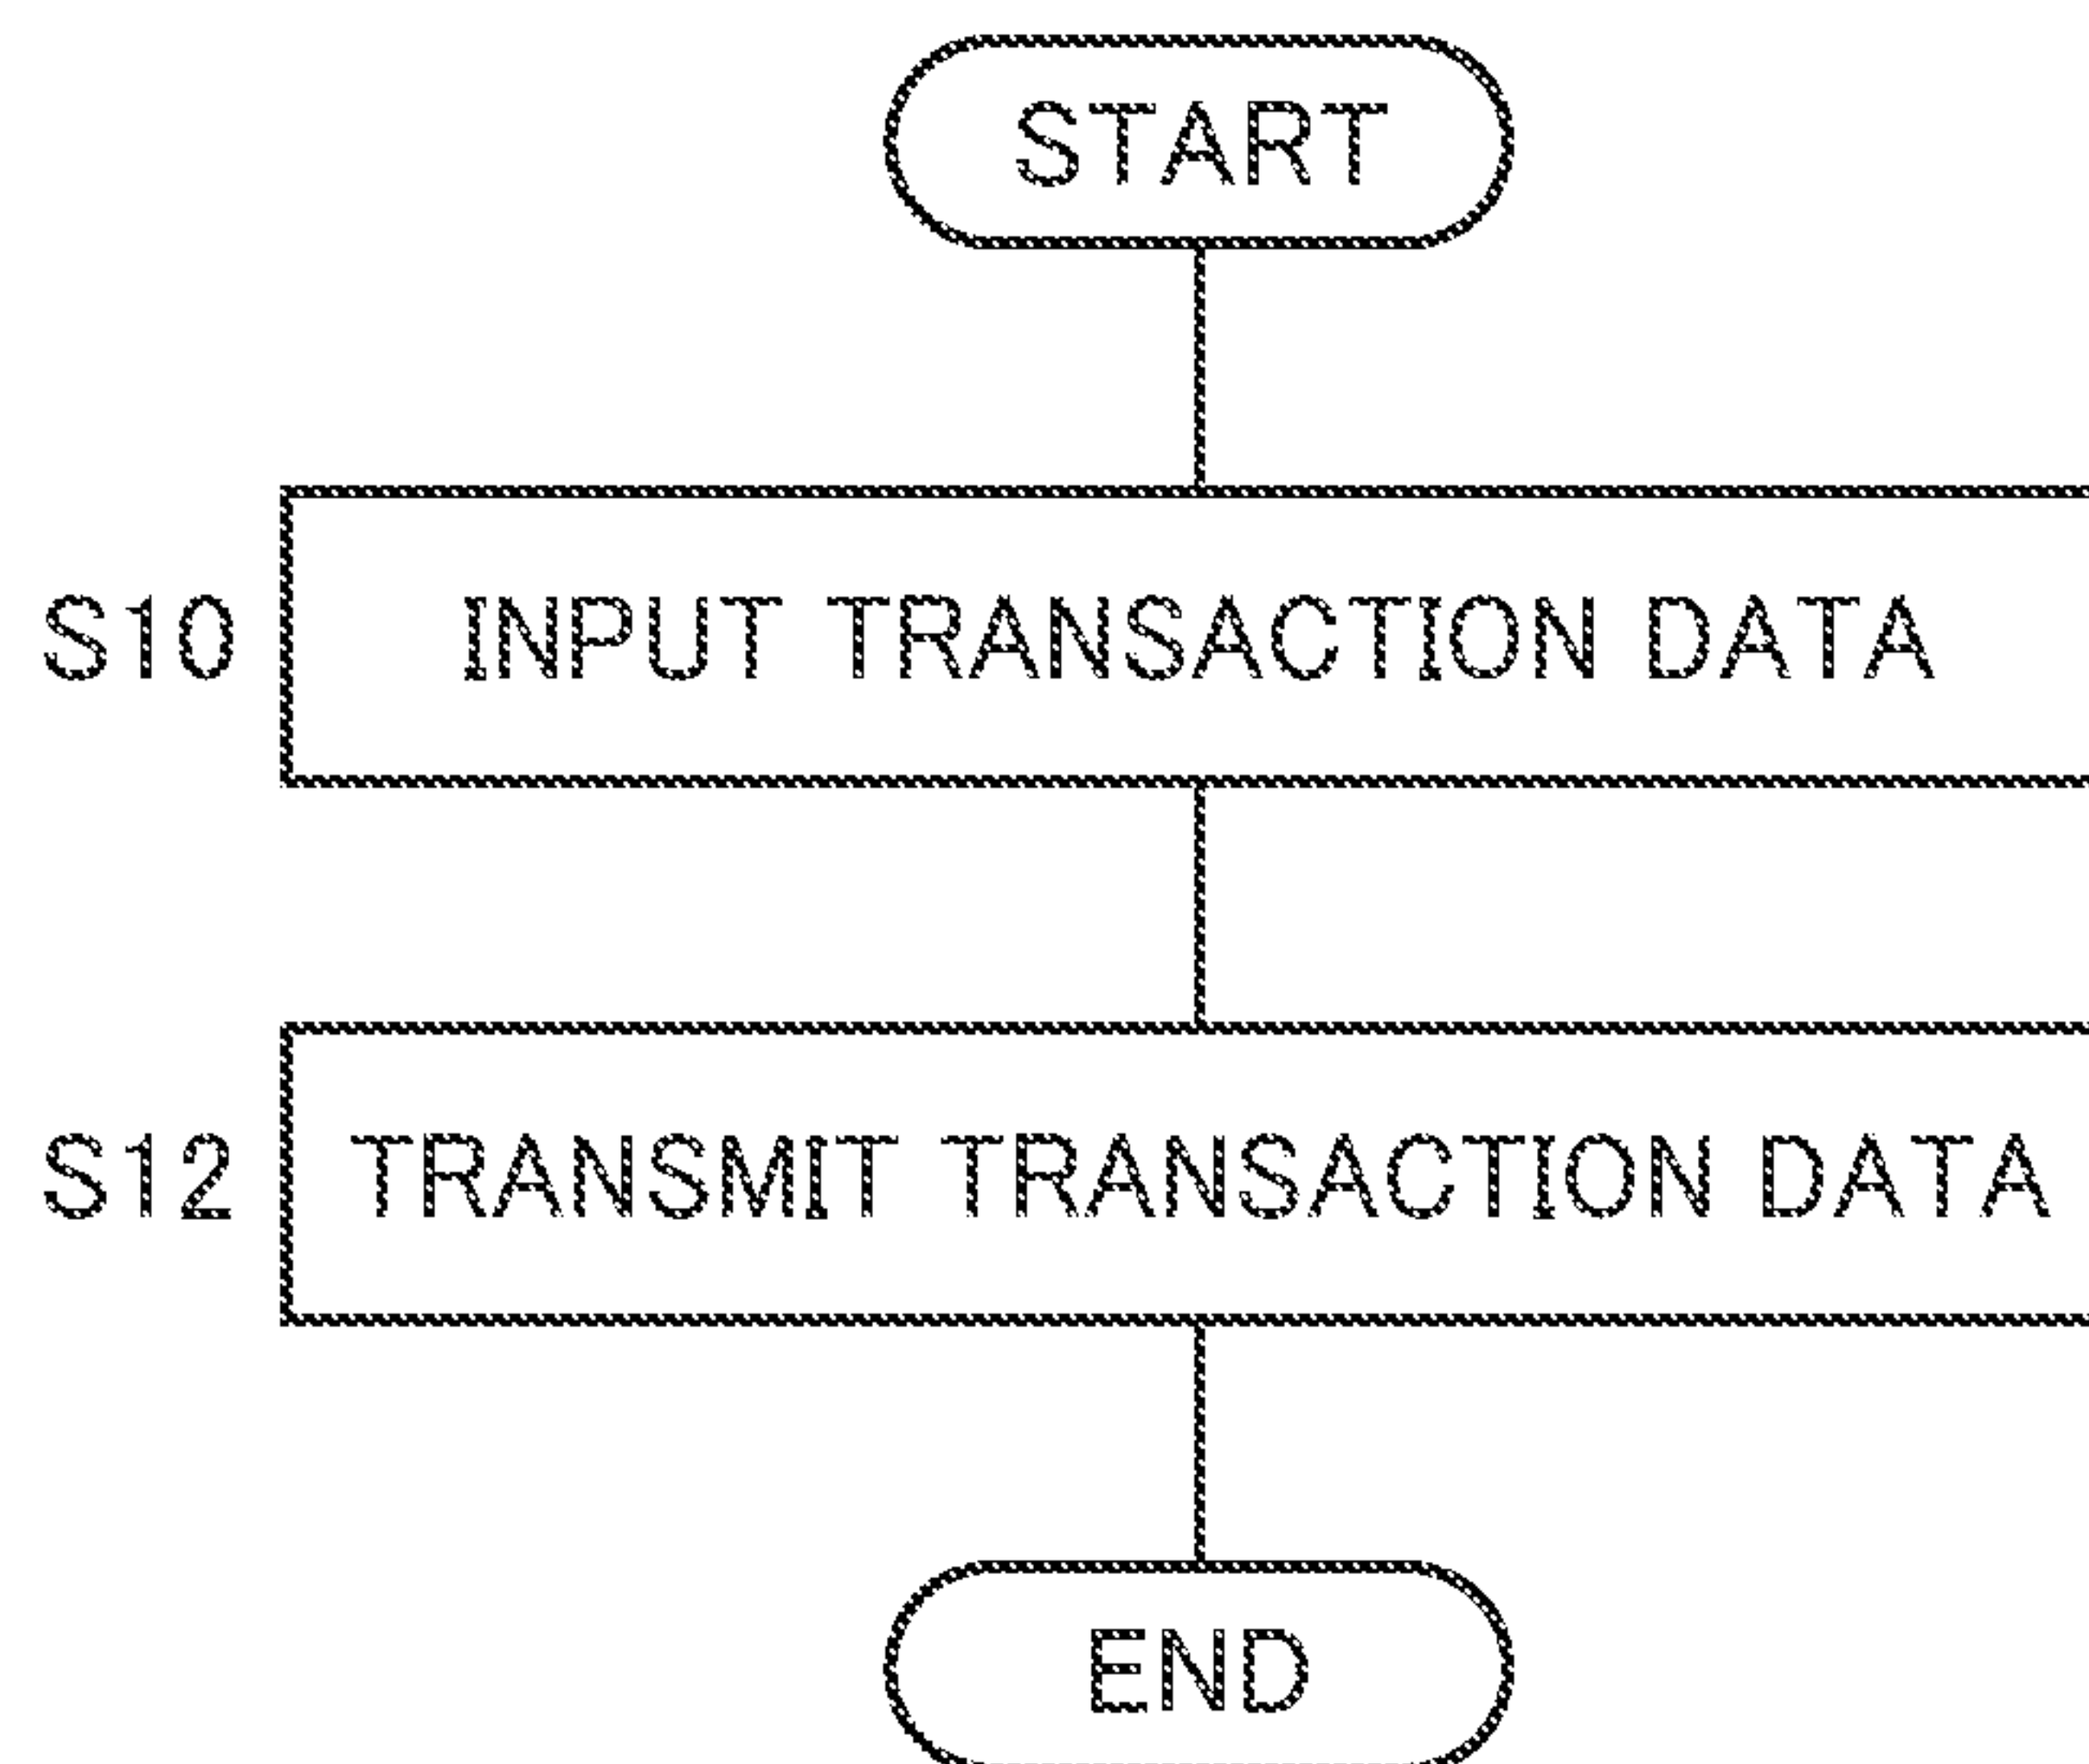 START
S10 INPUT TRANSACTION DATA
S12 TRANSMIT TRANSACTION DATA
END